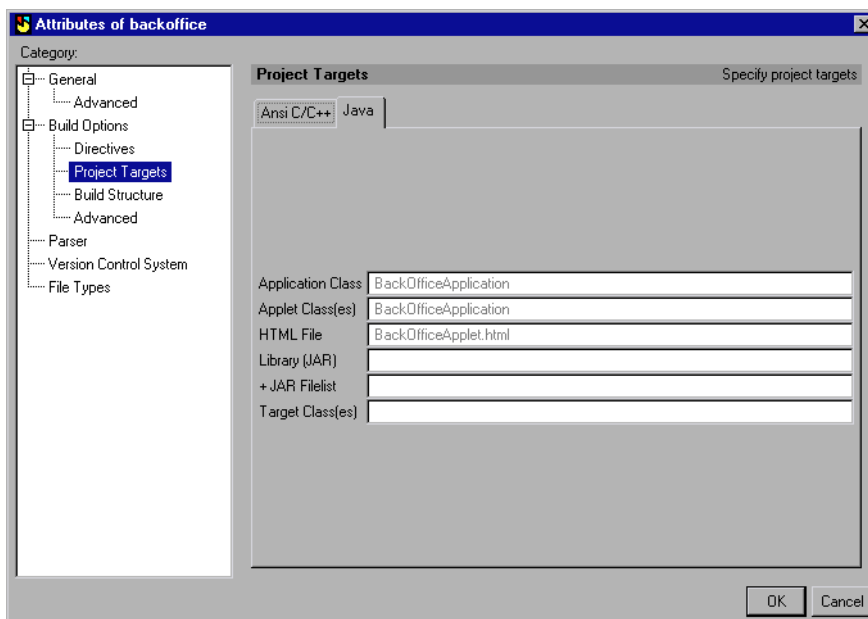 Attributes of backoffice
Category:
General
Advanced
Build Options
Directives
Project Targets
Build Structure
Advanced
Parser
Version Control System
File Types
Project Targets Specify project targets
Ansi C/C++ Java
Application Class BackOfficeApplication
Applet Class(es) BackOfficeApplication
HTML File BackOfficeApplet.html
Library (JAR)
+ JAR Filelist
Target Class(es)
OK Cancel